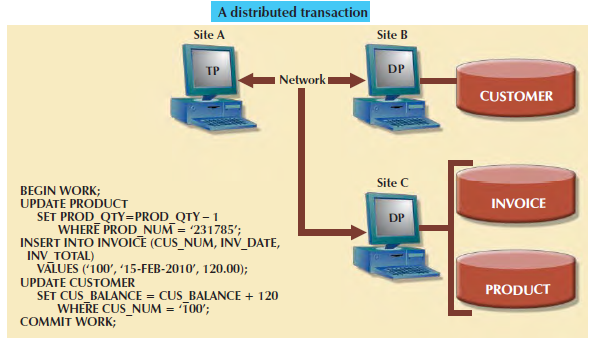 A distributed transaction
Site A
Site B
TP
Network
DP
CUSTOMER
Site C
DP
INVOICE
PRODUCT
BEGIN WORK;
UPDATE PRODUCT
SET PROD_QTY=PROD_QTY – 1
WHERE PROD_NUM = ‘231785’;
INSERT INTO INVOICE (CUS_NUM, INV_DATE,
INV_TOTAL)
VALUES (‘100’, ‘15-FEB-2010’, 120.00);
UPDATE CUSTOMER
SET CUS_BALANCE = CUS_BALANCE + 120
WHERE CUS_NUM = ‘100’;
COMMIT WORK;